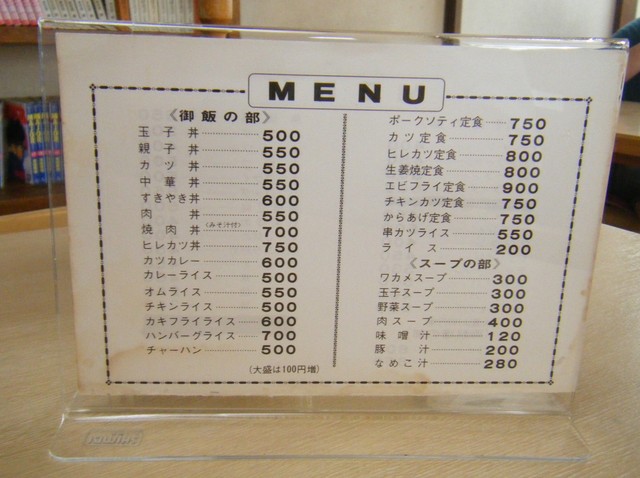 MENU
《御飯の部》
玉子丼 500
親子丼 550
カツ丼 550
中華丼 550
すきやき丼 600
肉丼 550
焼肉丼 (みそ汁付) 700
ヒレカツ丼 750
カツカレー 600
カレーライス 500
オムライス 550
チキンライス 500
カキフライライス 600
ハンバーグライス 700
チャーハン 500
(大盛は100円増)
ポークソティ定食 750
カツ定食 750
ヒレカツ定食 800
生姜焼定食 800
エビフライ定食 900
チキンカツ定食 750
からあげ定食 750
串カツライス 550
ライス 200
《スープの部》
ワカメスープ 300
玉子スープ 300
野菜スープ 300
肉スープ 400
味噌汁 120
豚汁 200
なめこ汁 280